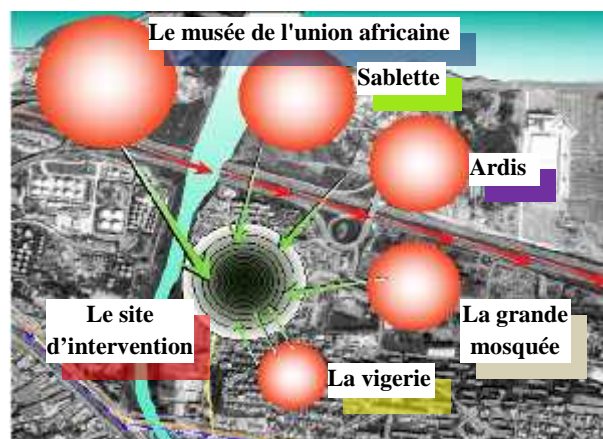 Le musée de l'union africaine
Sablette
Ardis
La grande
mosquée
Le site
d'intervention
La vigerie